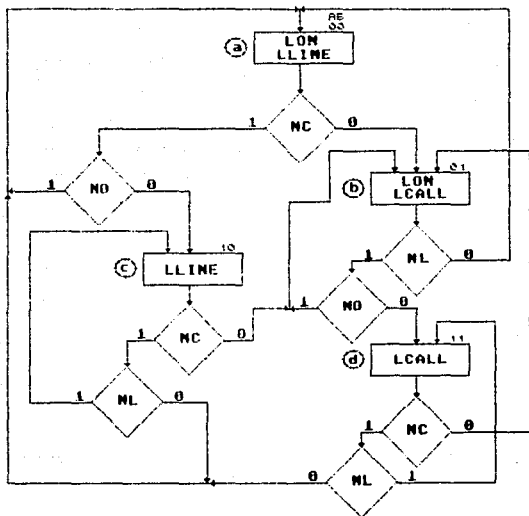 AE
00
a
LON
LLINE
1 NC 0
01
b
LON
LCALL
1 NO 0
10
c
LLINE
1 NL 0
1 NO 0
1 NC 0
11
d
LCALL
1 NL 0
1 NC 0
0 NL 1